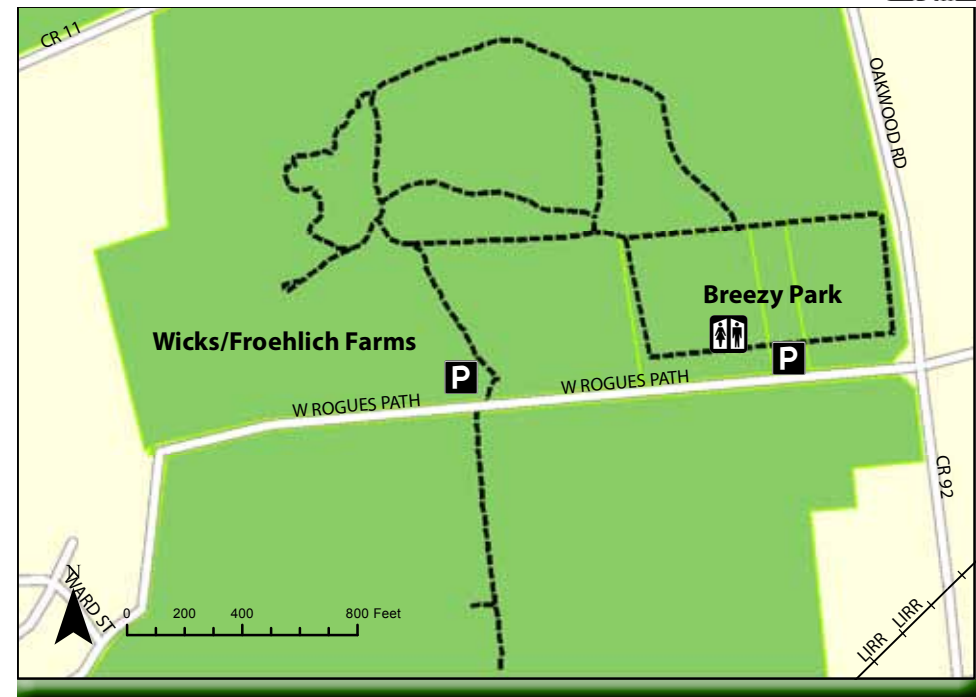 CR 11
OAKWOOD RD
Breezy Park
Wicks/Froehlich Farms
P
P
W ROGUES PATH
W ROGUES PATH
CR 92
N
WARD ST
0 200 400 800 Feet
LIRR
LIRR